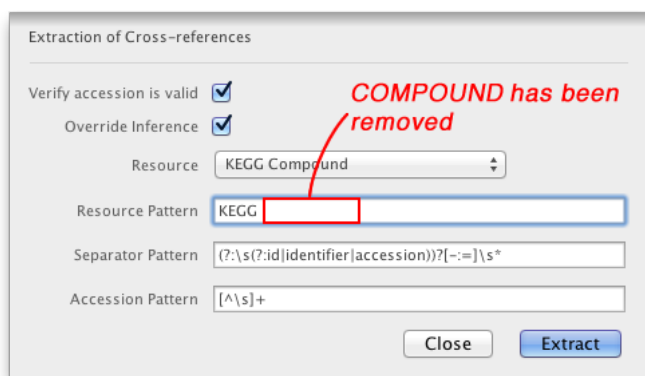 Extraction of Cross-references
Verify accession is valid
COMPOUND has been
removed
Override Inference
Resource KEGG Compound
Resource Pattern KEGG
Separator Pattern (?:\s(?:id|identifier|accession))?[-:=]\s*
Accession Pattern [^\s]+
Close Extract